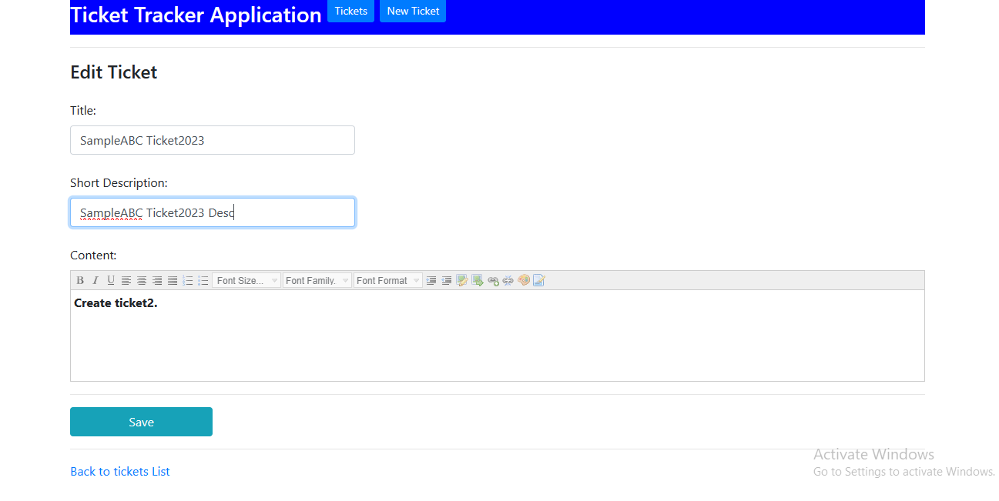 Ticket Tracker Application Tickets New Ticket
Edit Ticket
Title:
SampleABC Ticket2023
Short Description:
SampleABC Ticket2023 Desc
Content:
B I U Font Size... Font Family. Font Format
Create ticket2.
Save
Activate Windows
Back to tickets List Go to Settings to activate Windows.